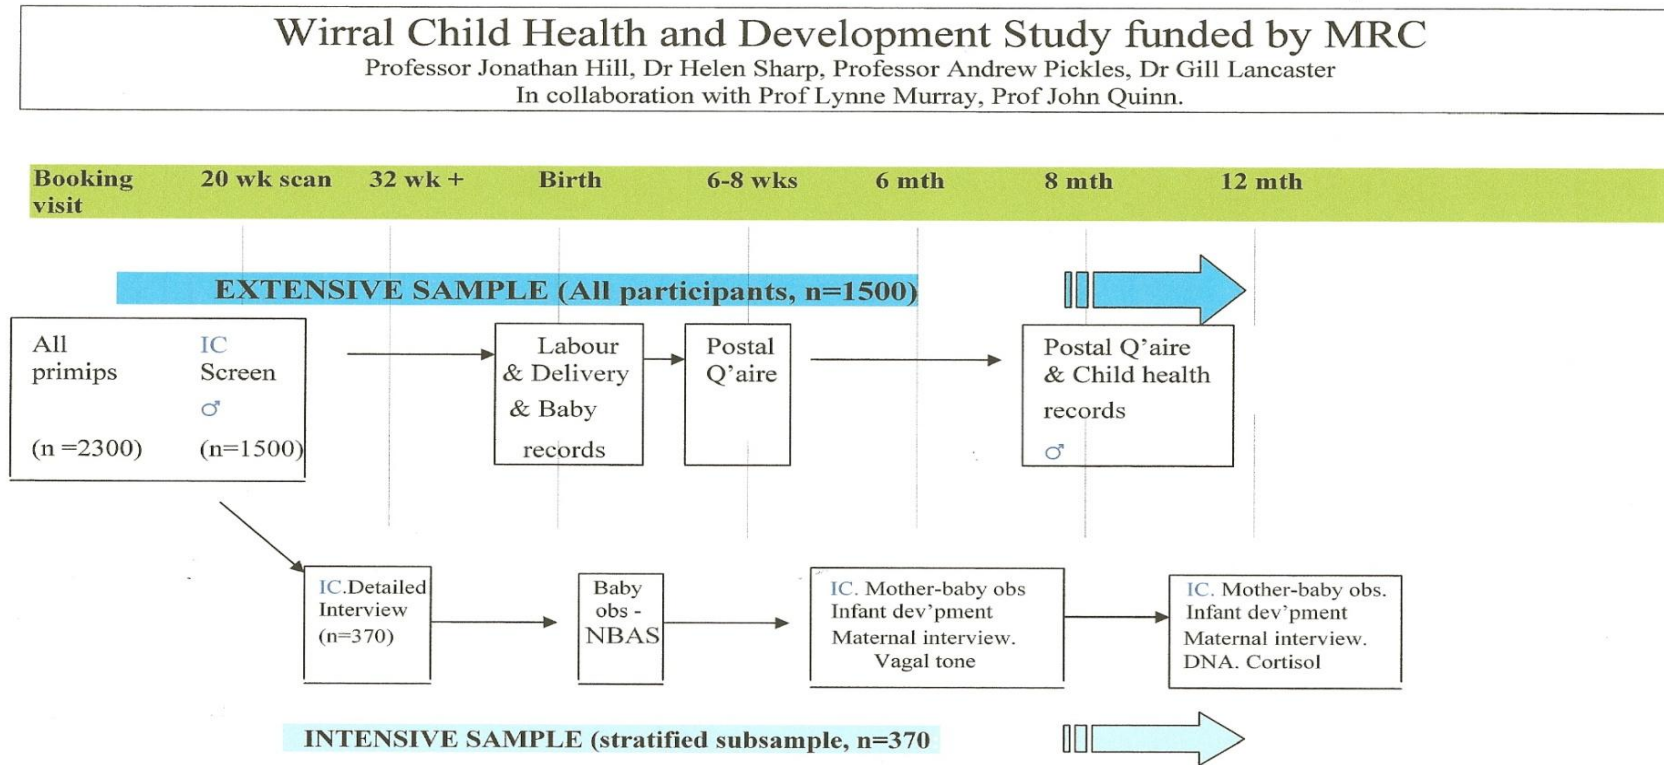 Wirral Child Health and Development Study funded by MRC
Professor Jonathan Hill, Dr Helen Sharp, Professor Andrew Pickles, Dr Gill Lancaster
In collaboration with Prof Lynne Murray, Prof John Quinn.
Booking visit
20 wk scan
32 wk +
Birth
6-8 wks
6 mth
8 mth
12 mth
EXTENSIVE SAMPLE (All participants, n=1500)
All
primips
(n =2300)
IC
Screen
♂
(n=1500)
Labour
& Delivery
& Baby
records
Postal
Q’aire
Postal Q’aire
& Child health
records
♂
IC.Detailed
Interview
(n=370)
Baby
obs -
NBAS
IC. Mother-baby obs
Infant dev’pment
Maternal interview.
Vagal tone
IC. Mother-baby obs.
Infant dev’pment
Maternal interview.
DNA. Cortisol
INTENSIVE SAMPLE (stratified subsample, n=370